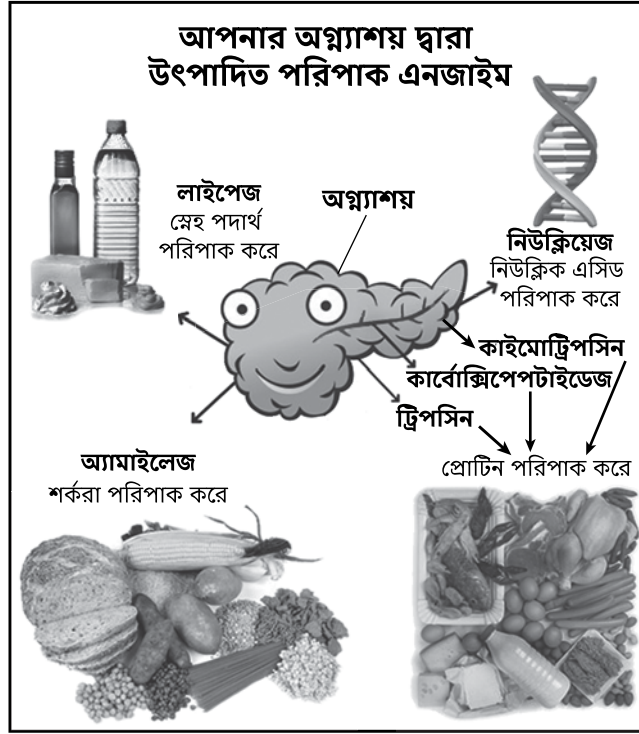 আপনার অগ্ন্যাশয় দ্বারা
উৎপাদিত পরিপাক এনজাইম
লাইপেজ
স্নেহ পদার্থ
পরিপাক করে
অগ্ন্যাশয়
নিউক্লিয়েজ
নিউক্লিক এসিড
পরিপাক করে
কাইমোট্রিপসিন
কার্বোক্সিপেপটাইডেজ
ট্রিপসিন
প্রোটিন পরিপাক করে
অ্যামাইলেজ
শর্করা পরিপাক করে